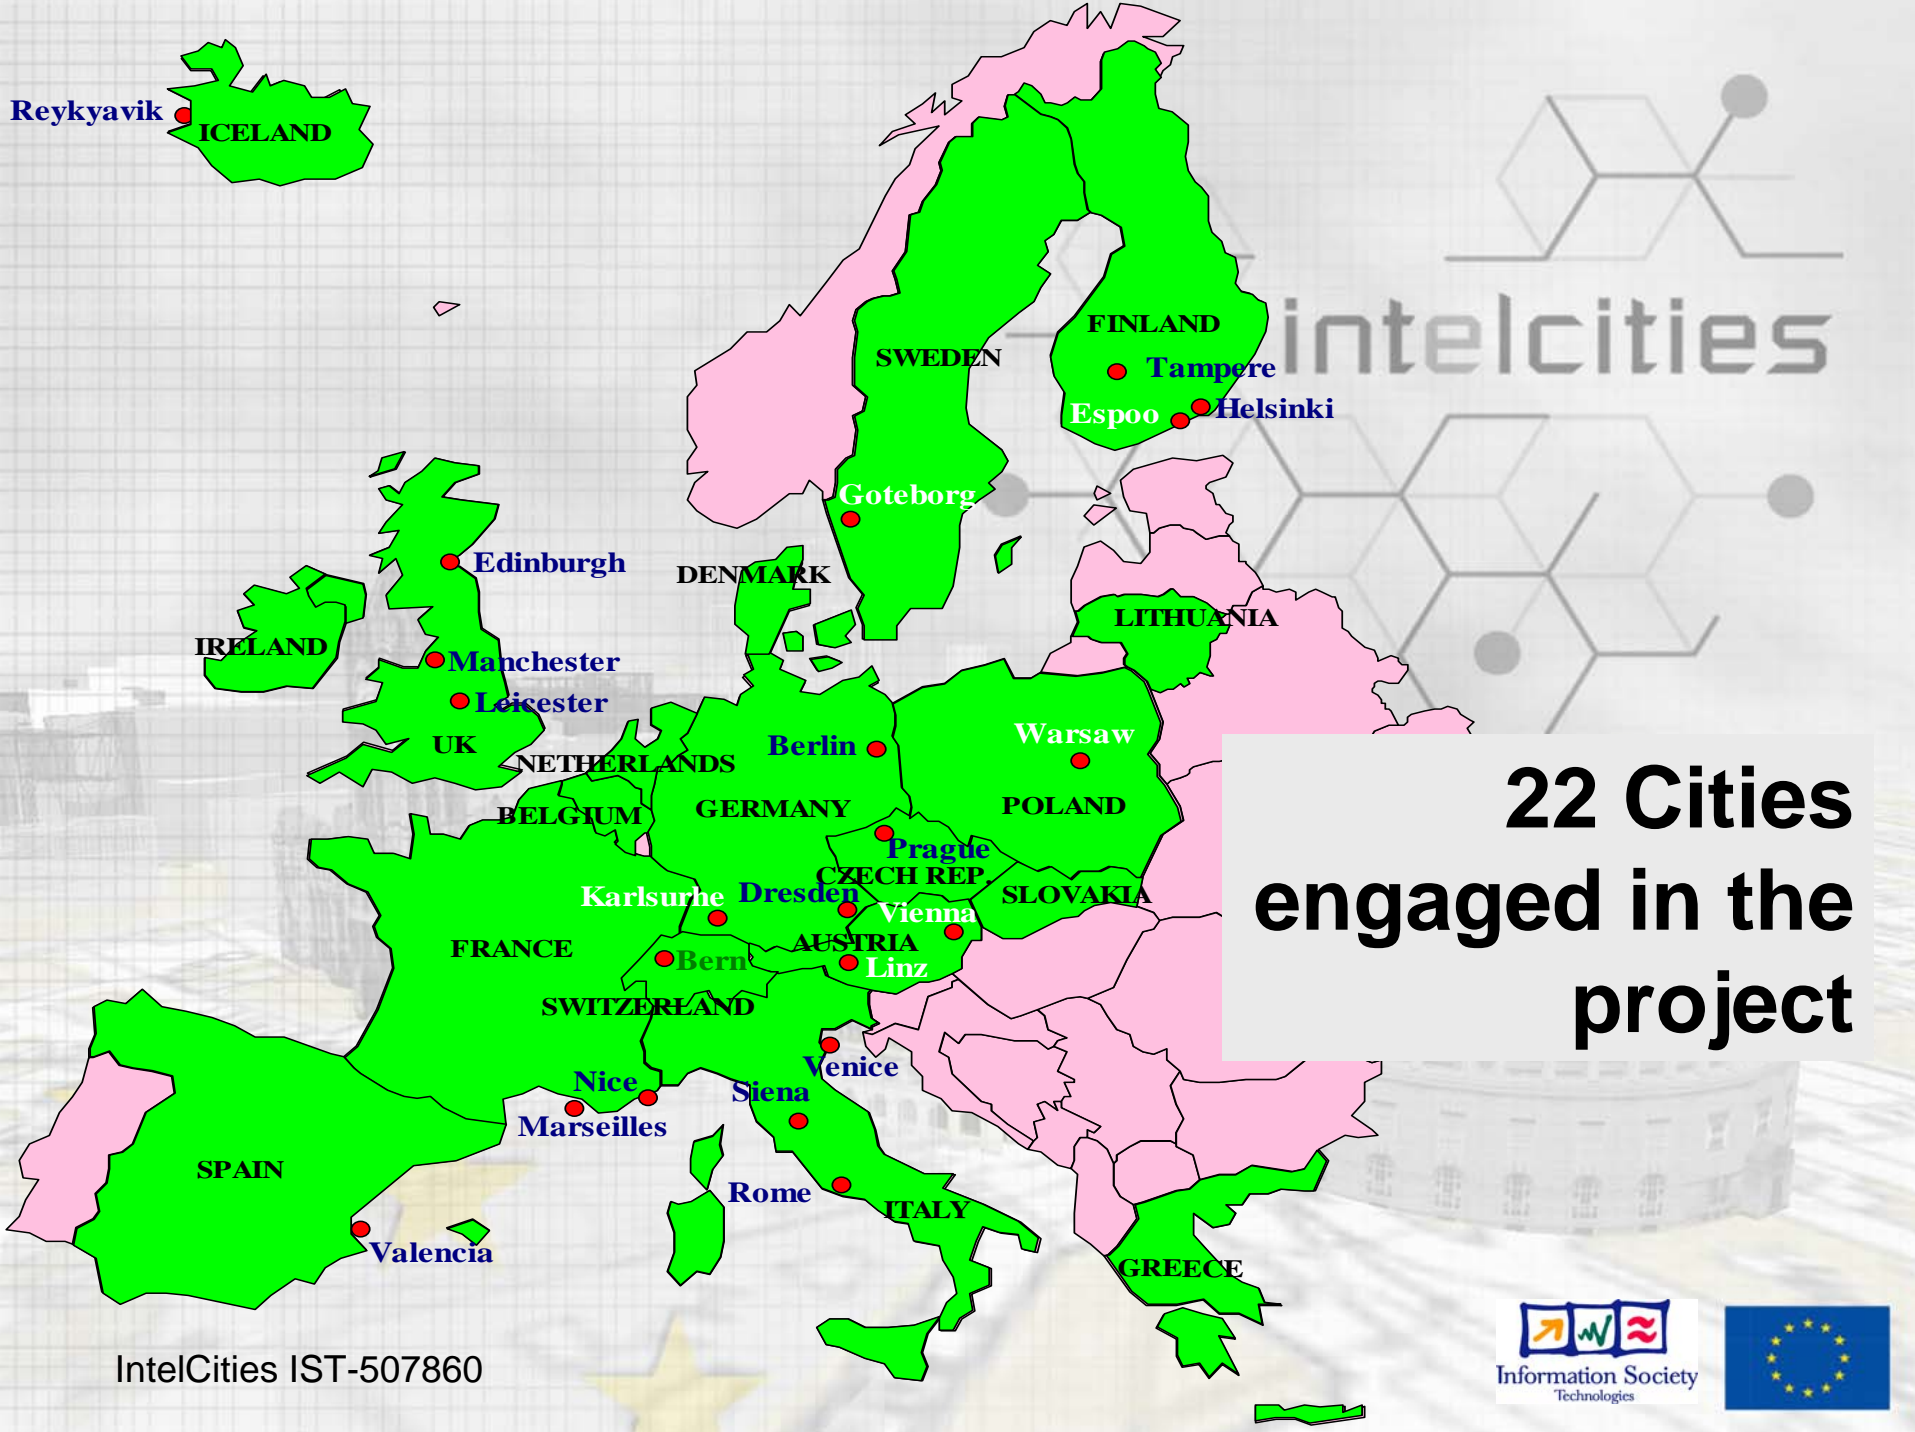 Reykyavik
ICELAND
intelcities
FINLAND
SWEDEN
Tampere
Espoo
Helsinki
Goteborg
Edinburgh
DENMARK
LITHUANIA
IRELAND
Manchester
Leicester
UK
Warsaw
Berlin
NETHERLANDS
GERMANY
POLAND
BELGIUM
22 Cities
engaged in the
project
Prague
CZECH REP.
Karlsurhe
Dresden
SLOVAKIA
Vienna
FRANCE
AUSTRIA
Bern
Linz
SWITZERLAND
Venice
Nice
Siena
Marseilles
SPAIN
Rome
ITALY
Valencia
GREECE
IntelCities IST-507860
Information Society
Technologies